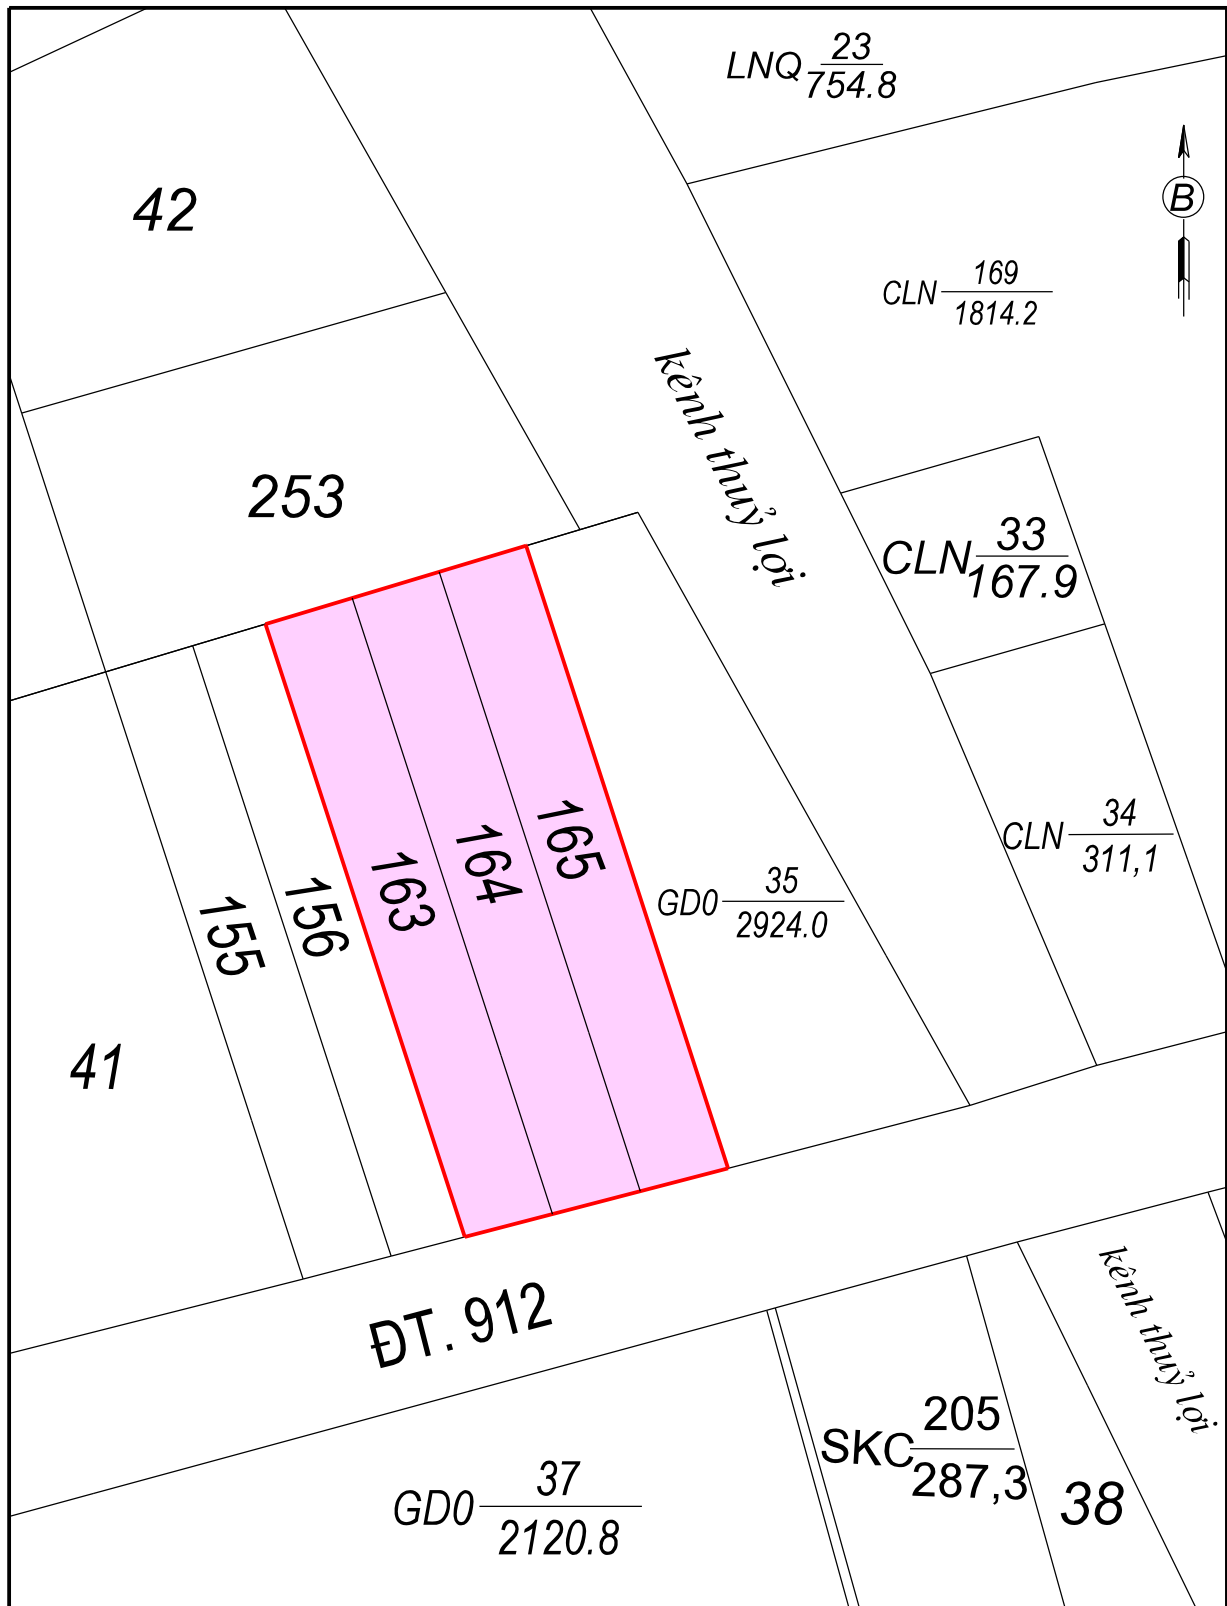 LNQ 23
754.8
42
B
CLN 169
1814.2
kênh thuỷ lợi
253
CLN 33
167.9
CLN 34
311,1
165
164
163
156
155
GD0 35
2924.0
41
ĐT. 912
kênh thuỷ lợi
SKC 205
287,3
38
GD0 37
2120.8